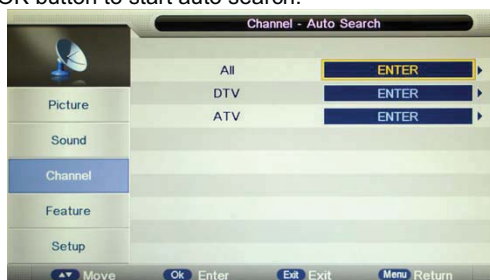 OK button to start auto search.
Channel - Auto Search
All ENTER
DTV ENTER
ATV ENTER
Picture
Sound
Channel
Feature
Setup
Move Ok Enter Exit Exit Menu Return